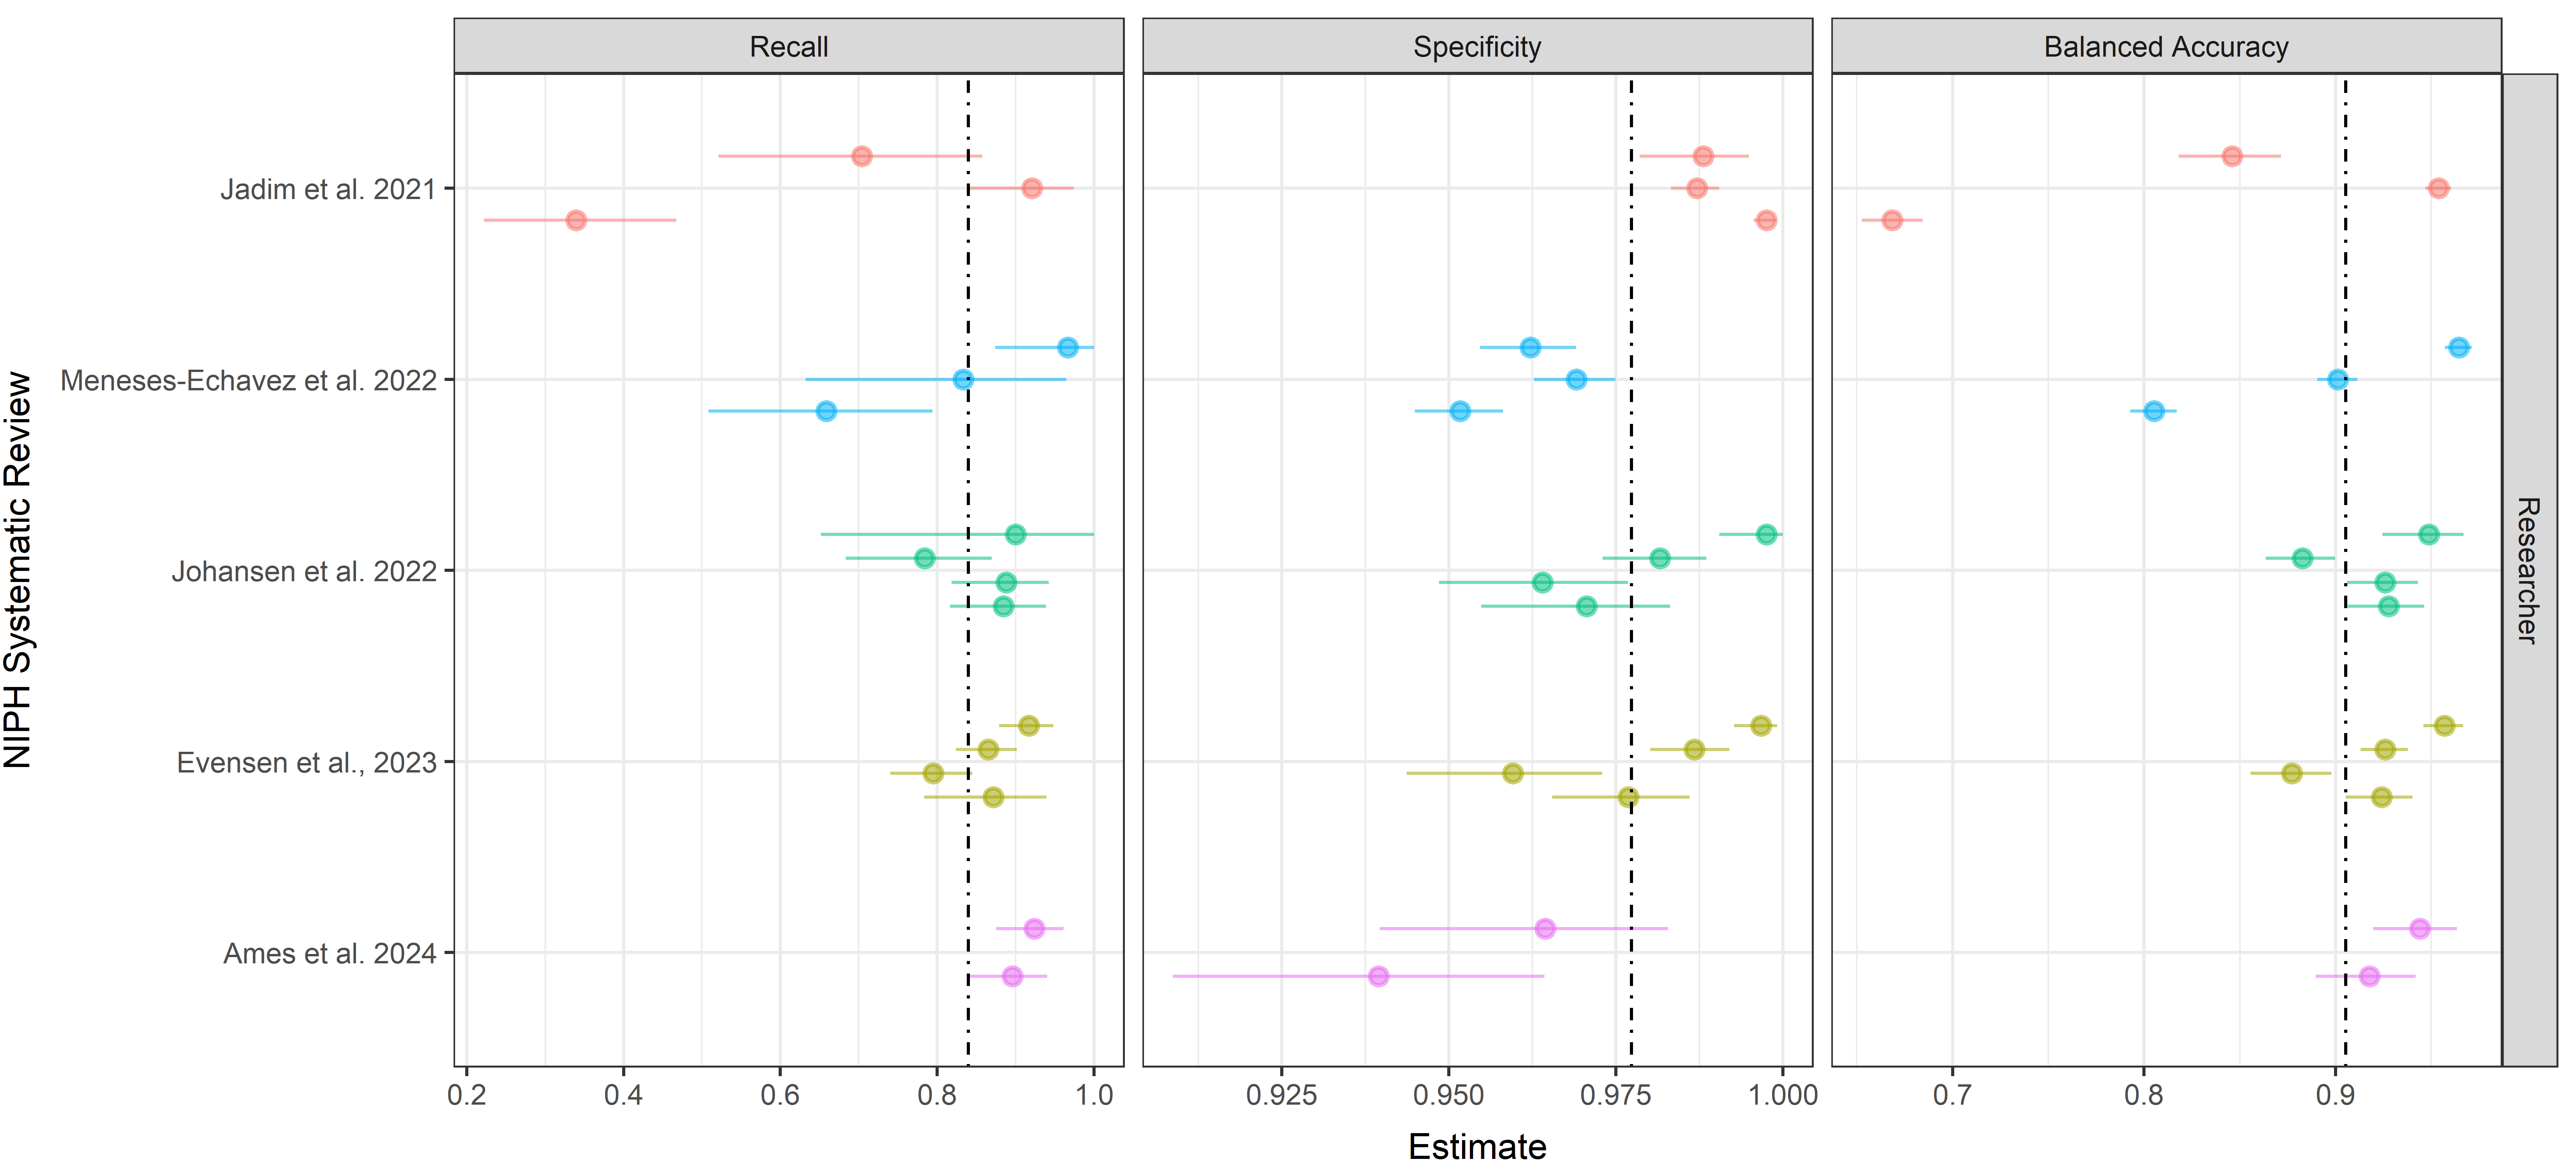 Recall
Specificity
Balanced Accuracy
NIPH Systematic Review
Jadim et al. 2021
Meneses-Echavez et al. 2022
Johansen et al. 2022
Evensen et al., 2023
Ames et al. 2024
Researcher
0.2 0.4 0.6 0.8 1.0
0.925 0.950 0.975 1.000
0.7 0.8 0.9
Estimate